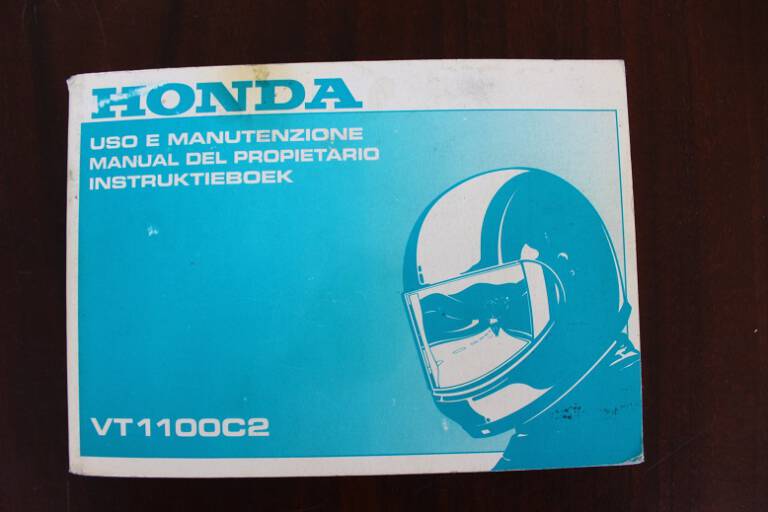 HONDA
USO E MANUTENZIONE
MANUAL DEL PROPIETARIO
INSTRUKTIEBOEK
VT1100C2